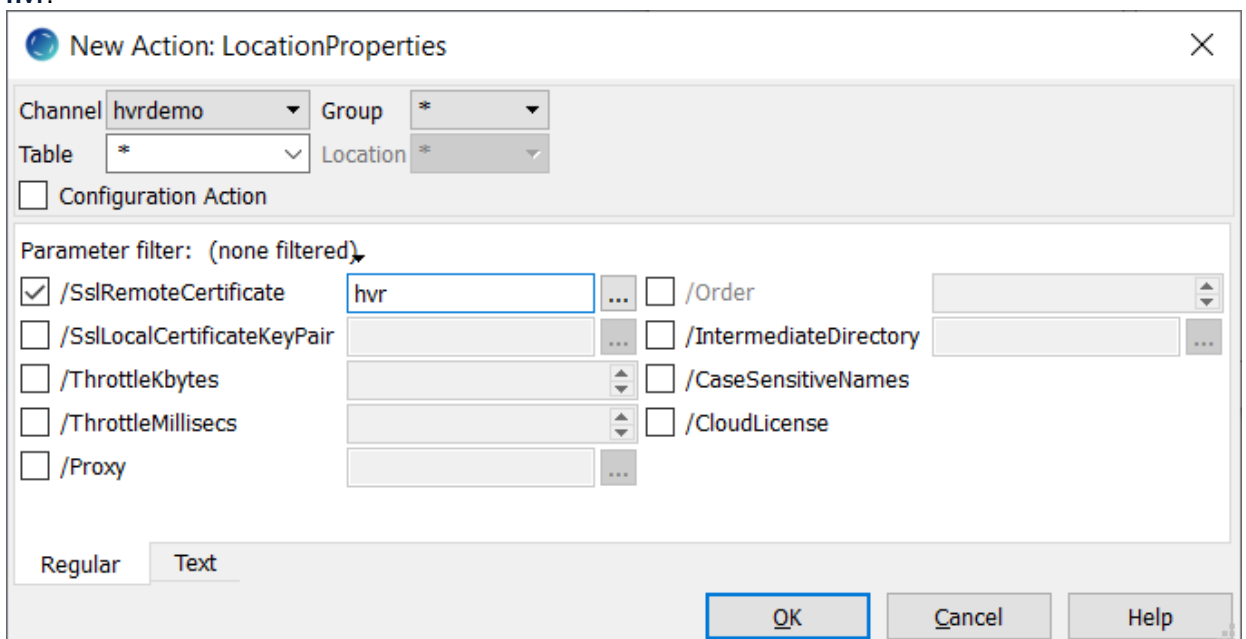 New Action: LocationProperties
Channel hvrdemo Group *
Table * Location *
Configuration Action
Parameter filter: (none filtered)
/SslRemoteCertificate hvr ... /Order
/SslLocalCertificateKeyPair ... /IntermediateDirectory ...
/ThrottleKbytes /CaseSensitiveNames
/ThrottleMillisecs /CloudLicense
/Proxy ...
Regular Text
OK Cancel Help